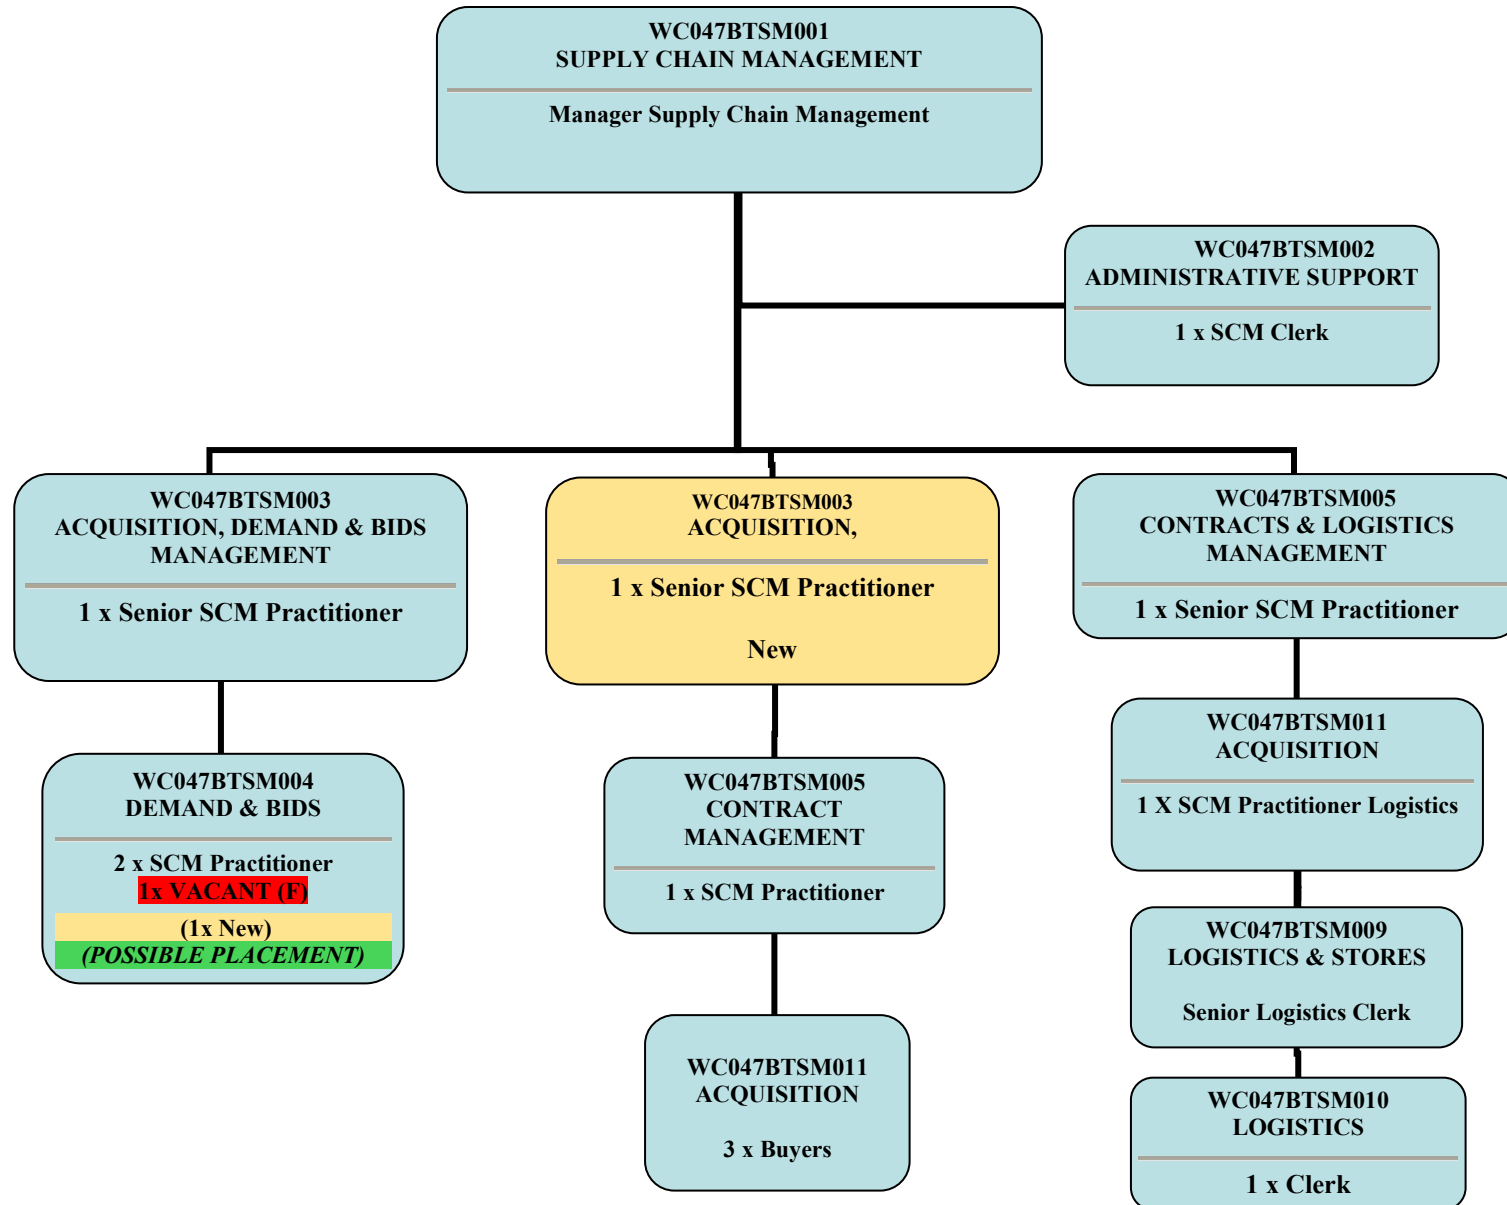 WC047BTSM001
SUPPLY CHAIN MANAGEMENT
Manager Supply Chain Management
WC047BTSM002
ADMINISTRATIVE SUPPORT
1 x SCM Clerk
WC047BTSM003
ACQUISITION, DEMAND & BIDS
MANAGEMENT
1 x Senior SCM Practitioner
WC047BTSM003
ACQUISITION,
1 x Senior SCM Practitioner
New
WC047BTSM005
CONTRACTS & LOGISTICS
MANAGEMENT
1 x Senior SCM Practitioner
WC047BTSM004
DEMAND & BIDS
2 x SCM Practitioner
1x VACANT (F)
(1x New)
(POSSIBLE PLACEMENT)
WC047BTSM005
CONTRACT
MANAGEMENT
1 x SCM Practitioner
WC047BTSM011
ACQUISITION
3 x Buyers
WC047BTSM011
ACQUISITION
1 X SCM Practitioner Logistics
WC047BTSM009
LOGISTICS & STORES
Senior Logistics Clerk
WC047BTSM010
LOGISTICS
1 x Clerk